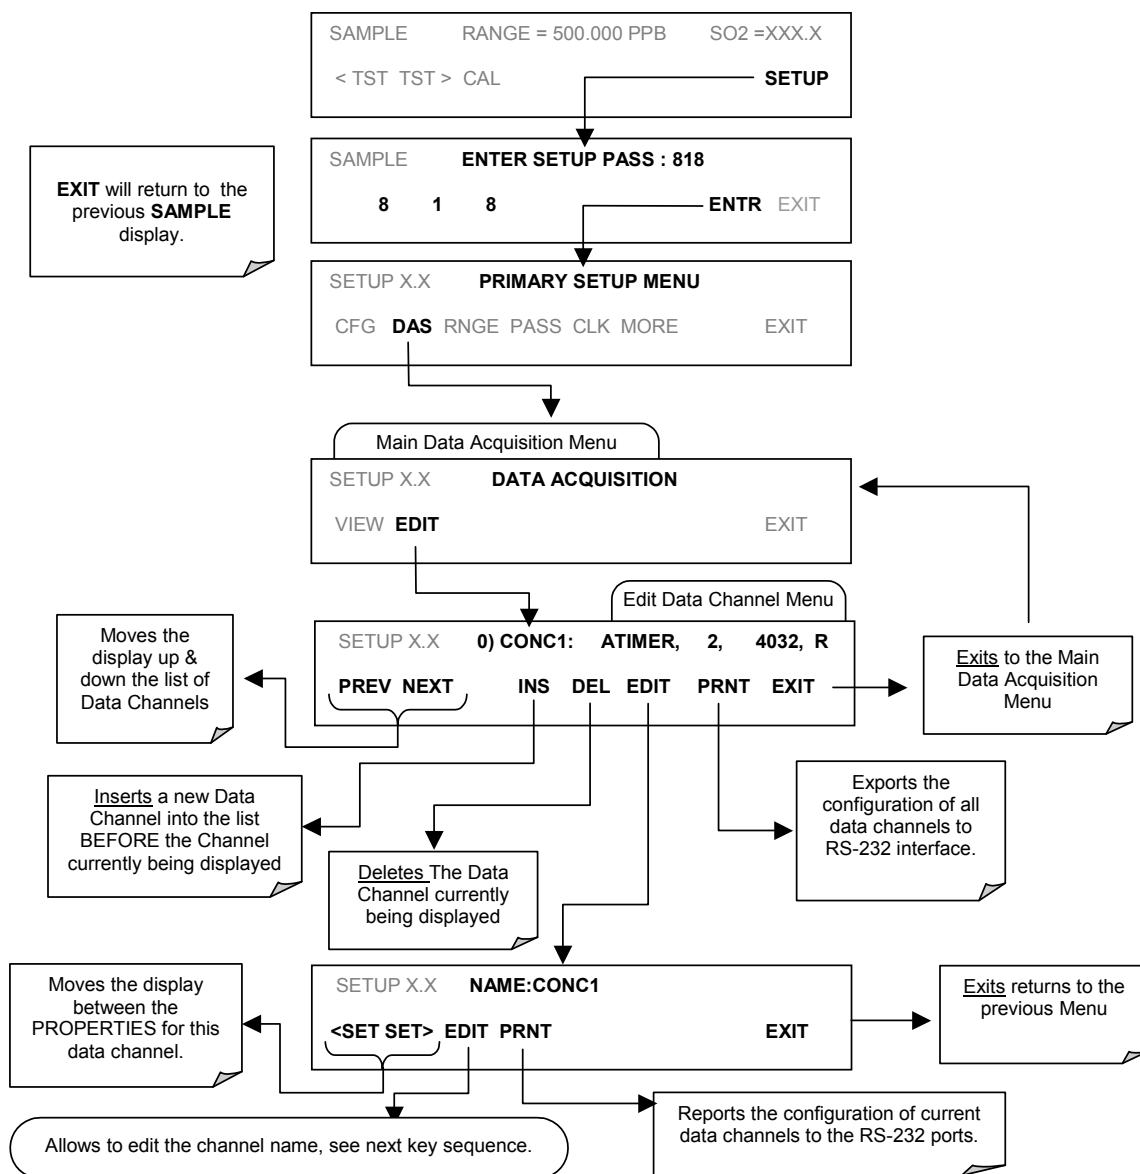 SAMPLE RANGE = 500.000 PPB SO2 =XXX.X
< TST TST > CAL SETUP
SAMPLE ENTER SETUP PASS : 818
8 1 8 ENTR EXIT
EXIT will return to the
previous SAMPLE
display.
SETUP X.X PRIMARY SETUP MENU
CFG DAS RNGE PASS CLK MORE EXIT
Main Data Acquisition Menu
SETUP X.X DATA ACQUISITION
VIEW EDIT EXIT
Edit Data Channel Menu
SETUP X.X 0) CONC1: ATIMER, 2, 4032, R
PREV NEXT INS DEL EDIT PRNT EXIT
Moves the
display up &
down the list of
Data Channels
Exits to the Main
Data Acquisition
Menu
Inserts a new Data
Channel into the list
BEFORE the Channel
currently being displayed
Deletes The Data
Channel currently
being displayed
Exports the
configuration of all
data channels to
RS-232 interface.
SETUP X.X NAME:CONC1
<SET SET> EDIT PRNT EXIT
Moves the display
between the
PROPERTIES for this
data channel.
Exits returns to the
previous Menu
Allows to edit the channel name, see next key sequence.
Reports the configuration of current
data channels to the RS-232 ports.